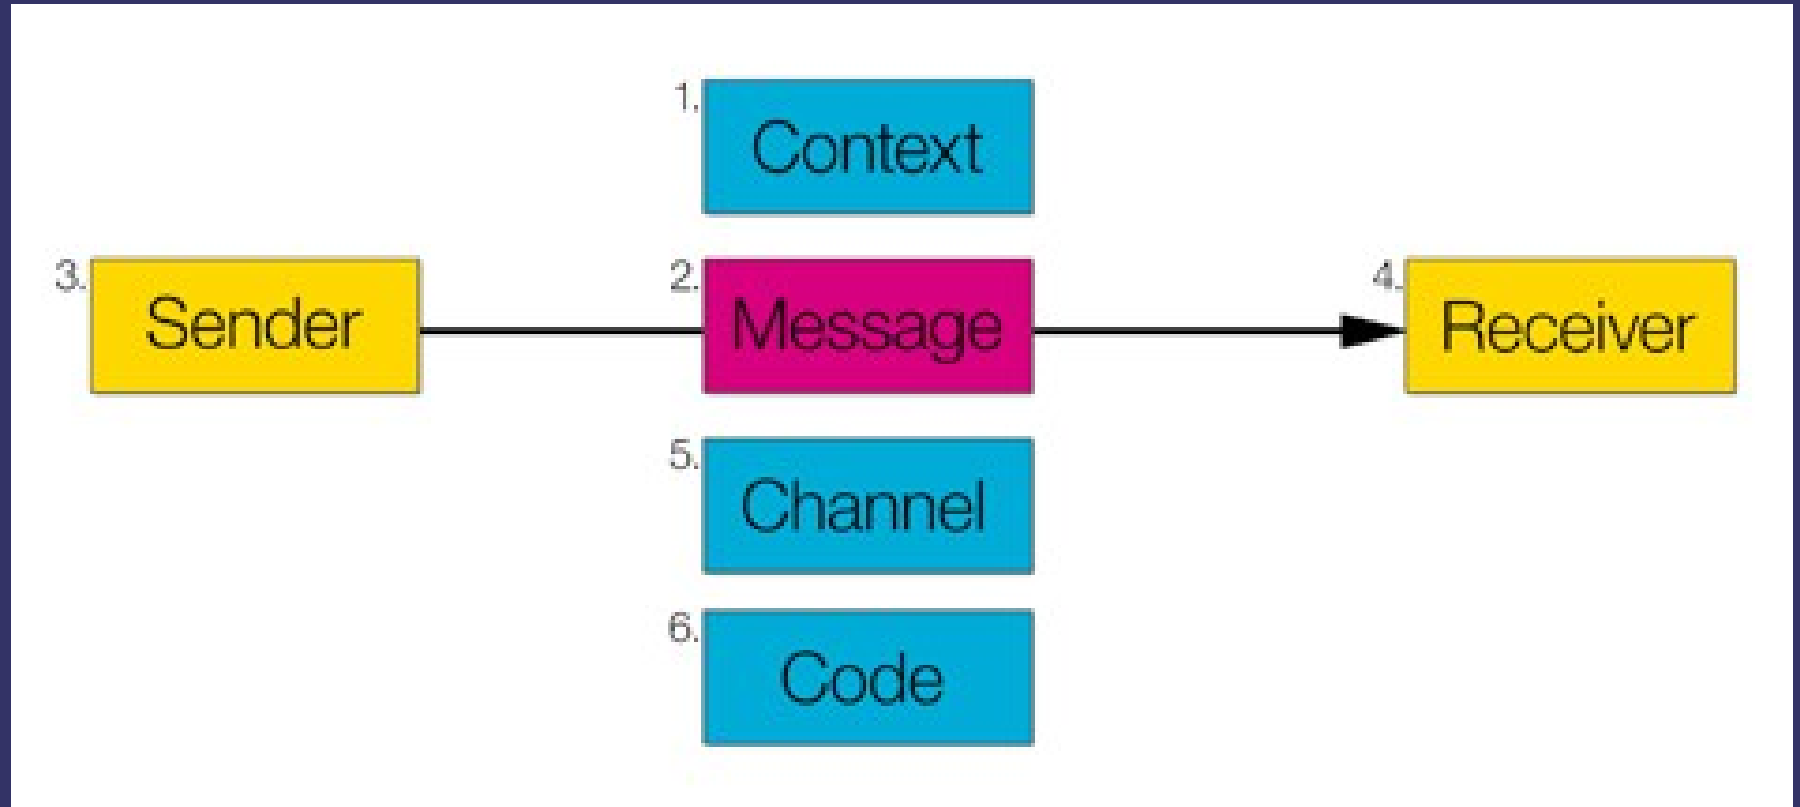 1. Context
3. Sender
2. Message
4. Receiver
5. Channel
6. Code